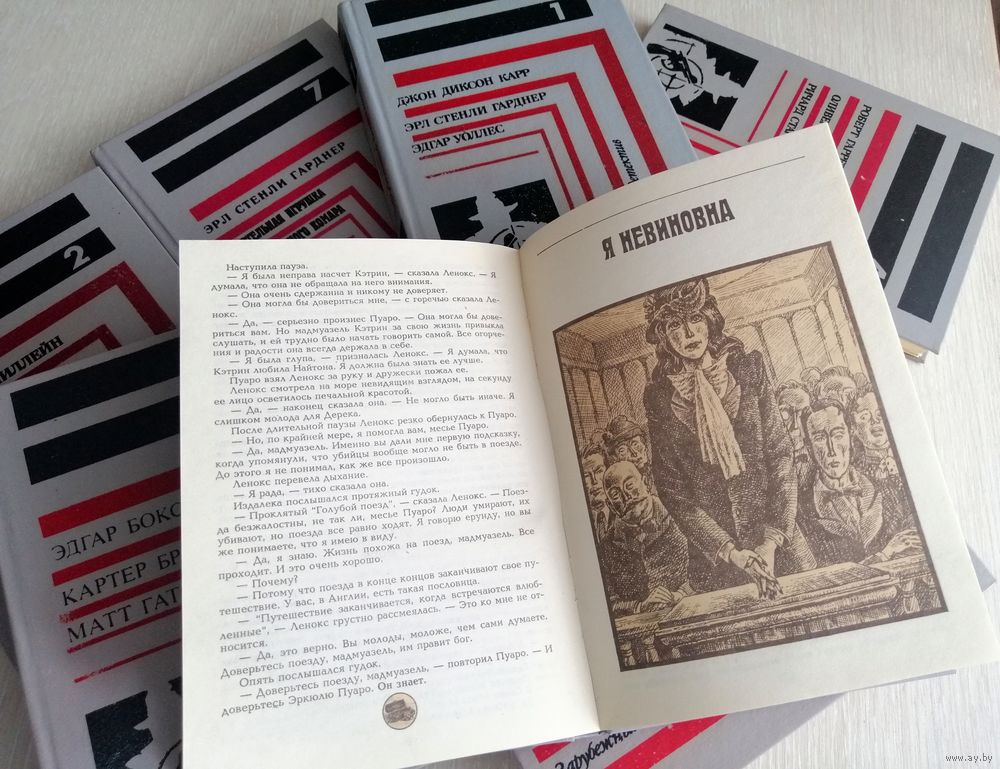 1
ДЖОН ДИКСОН КАРР
ЭРЛ СТЕНЛИ ГАРДНЕР
ЭДГАР УОЛЛЕС
7
ЭРЛ СТЕНЛИ ГАРДНЕР
ИГРУШКА
КОМАРА
2
РОБЕРТ
РИЧАРД
ЭДГАР
КАРТЕР
МАТТ
Наступила пауза.
— Я была неправа насчет Кэтрин, — сказала Ленокс. — Я
думала, что она не обращала на него внимания.
— Она очень сдержанна и никому не доверяет.
— Она могла бы довериться мне, — с горечью сказала Ле-
нокс.
— Да, — серьезно произнес Пуаро. — Она могла бы дове-
риться вам. Но мадмуазель Кэтрин за свою жизнь привыкла
слушать, и ей трудно было начать говорить самой. Все огорче-
ния и радости она всегда держала в себе.
— Я была глупа, — призналась Ленокс. — Я думала, что
Кэтрин любила Найтона. Я должна была знать ее лучше.
Пуаро взял Ленокс за руку и дружески пожал ее.
Ленокс смотрела на море невидящим взглядом, на секунду
ее лицо осветилось печальной красотой.
— Да, — наконец сказала она. — Не могло быть иначе. Я
слишком молода для Дерека.
После длительной паузы Ленокс резко обернулась к Пуаро.
— Но, по крайней мере, я помогла вам, месье Пуаро.
— Да, мадмуазель. Именно вы дали мне первую подсказку,
когда упомянули, что убийцы вообще могло не быть в поезде.
До этого я не понимал, как же все произошло.
Ленокс перевела дыхание.
— Я рада, — тихо сказала она.
Издалека послышался протяжный гудок.
— Проклятый "Голубой поезд", — сказала Ленокс. — Поез-
да безжалостны, не так ли, месье Пуаро? Люди умирают, их
убивают, но поезда все равно ходят. Я говорю ерунду, но вы
же понимаете, что я имею в виду.
— Да, я знаю. Жизнь похожа на поезд, мадмуазель. Все
проходит. И это очень хорошо.
— Почему?
— Потому что поезда в конце концов заканчивают свое пу-
тешествие. У вас, в Англии, есть такая пословица.
— "Путешествие заканчивается, когда встречаются влюб-
ленные", — Ленокс грустно рассмеялась. — Это ко мне не от-
носится.
— Да, это верно. Вы молоды, моложе, чем сами думаете.
Доверьтесь поезду, мадмуазель, им правит бог.
Опять послышался гудок.
— Доверьтесь поезду, мадмуазель, — повторил Пуаро. — И
доверьтесь Эркюлю Пуаро. Он знает.
Я НЕВИНОВНА
www.ay.by